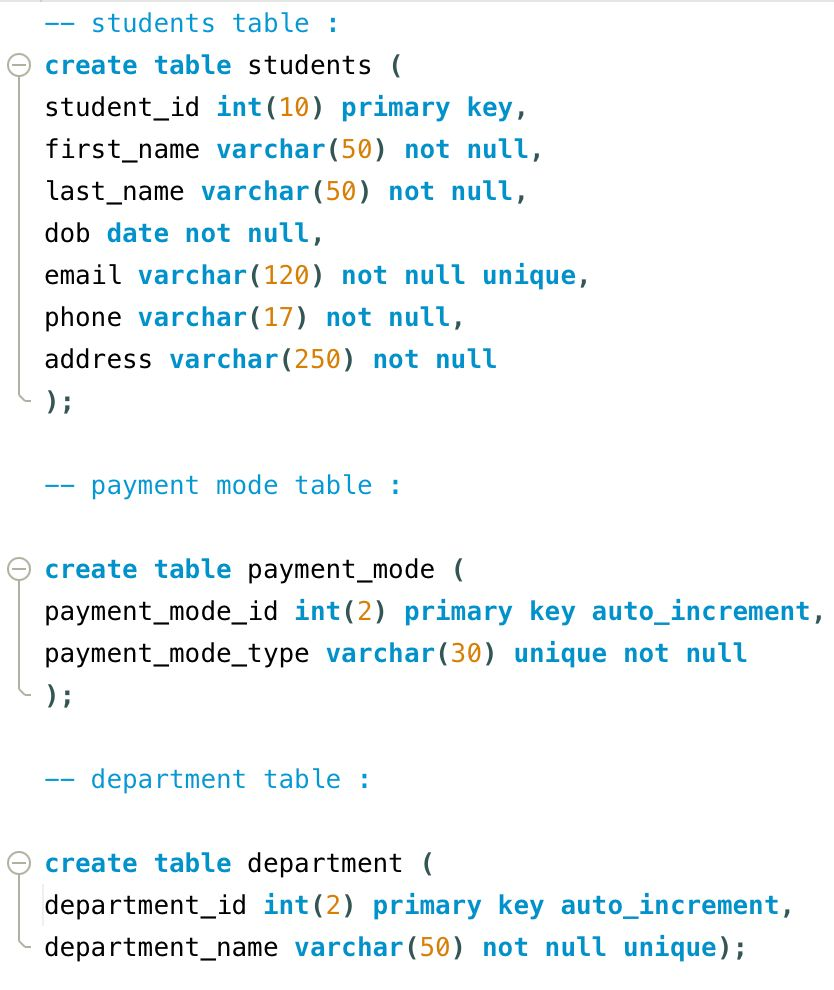 -- students table :
create table students (
student_id int(10) primary key,
first_name varchar(50) not null,
last_name varchar(50) not null,
dob date not null,
email varchar(120) not null unique,
phone varchar(17) not null,
address varchar(250) not null
);
-- payment mode table :
create table payment_mode (
payment_mode_id int(2) primary key auto_increment,
payment_mode_type varchar(30) unique not null
);
-- department table :
create table department (
department_id int(2) primary key auto_increment,
department_name varchar(50) not null unique);